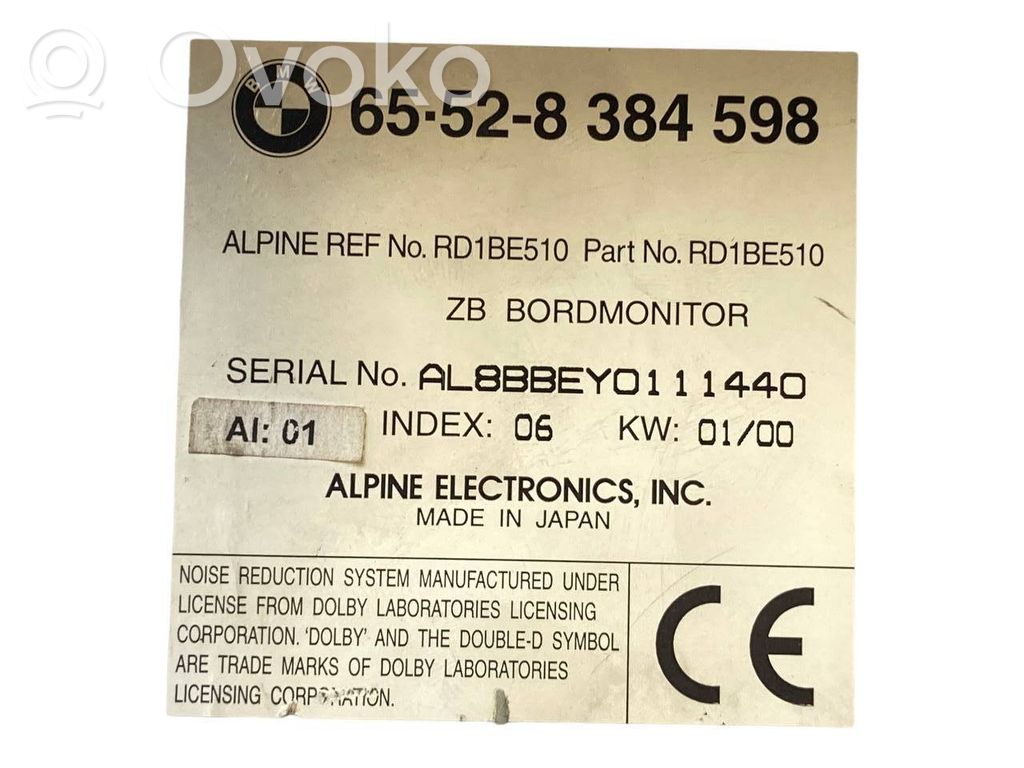 Ovoko
BMW 65·52-8 384 598
ALPINE REF No. RD1BE510 Part No. RD1BE510
ZB BORDMONITOR
SERIAL No. AL8BBEY0111440
AI: 01 INDEX: 06 KW: 01/00
ALPINE ELECTRONICS, INC.
MADE IN JAPAN
NOISE REDUCTION SYSTEM MANUFACTURED UNDER
LICENSE FROM DOLBY LABORATORIES LICENSING
CORPORATION. 'DOLBY' AND THE DOUBLE-D SYMBOL
ARE TRADE MARKS OF DOLBY LABORATORIES
LICENSING CORPORATION.
CE